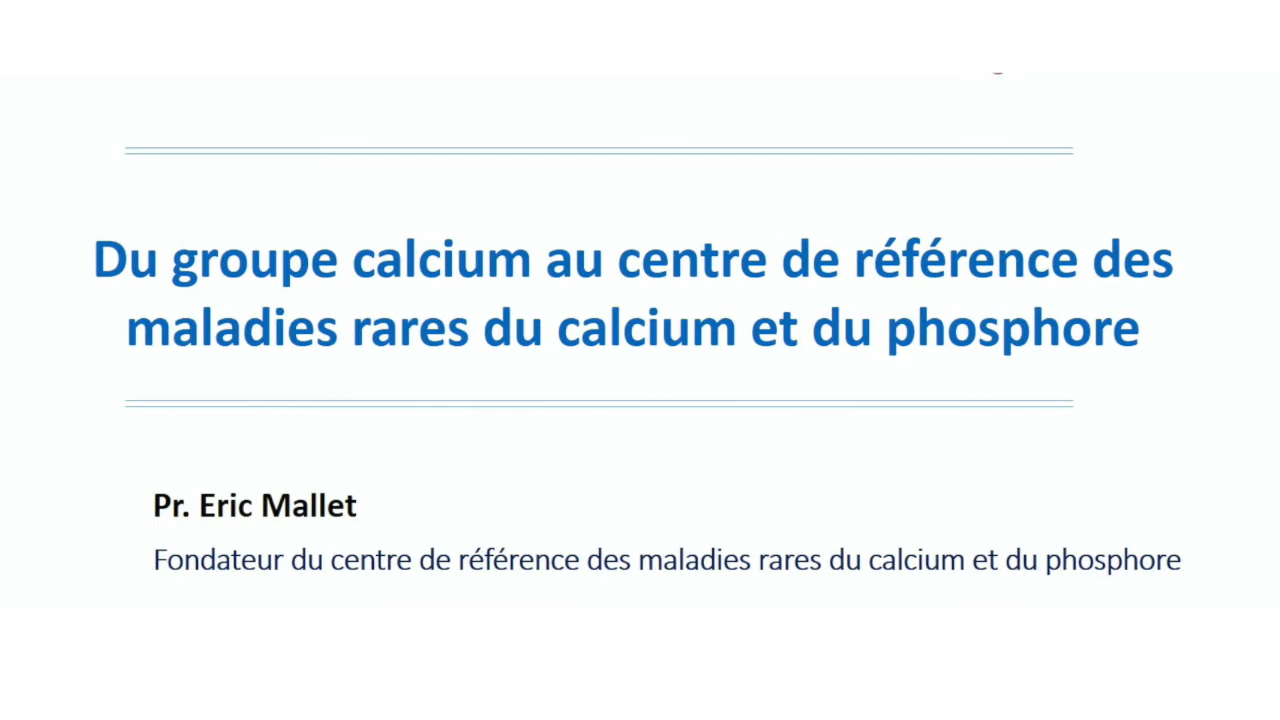 Du groupe calcium au centre de référence des
maladies rares du calcium et du phosphore
Pr. Eric Mallet
Fondateur du centre de référence des maladies rares du calcium et du phosphore